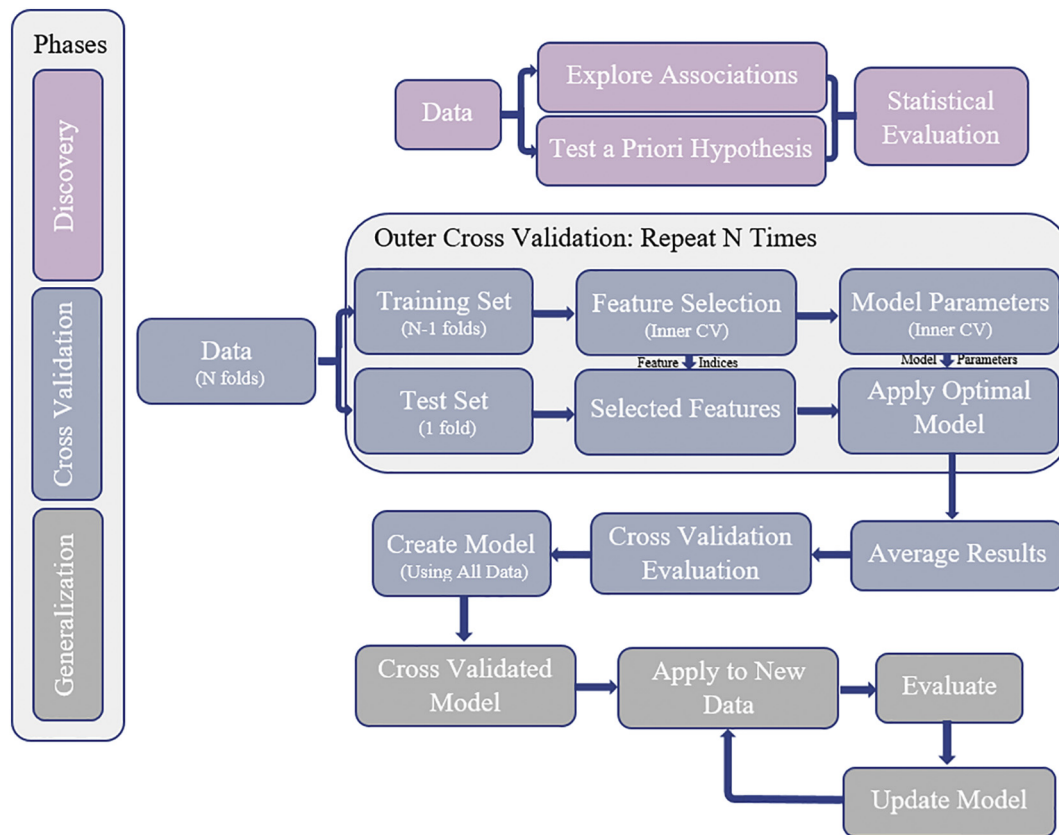 Phases
Discovery
Cross Validation
Generalization
Data
Explore Associations
Test a Priori Hypothesis
Statistical
Evaluation
Outer Cross Validation: Repeat N Times
Data
(N folds)
Training Set
(N-1 folds)
Feature Selection
(Inner CV)
Model Parameters
(Inner CV)
Feature Indices
Model Parameters
Test Set
(1 fold)
Selected Features
Apply Optimal
Model
Create Model
(Using All Data)
Cross Validation
Evaluation
Average Results
Cross Validated
Model
Apply to New
Data
Evaluate
Update Model